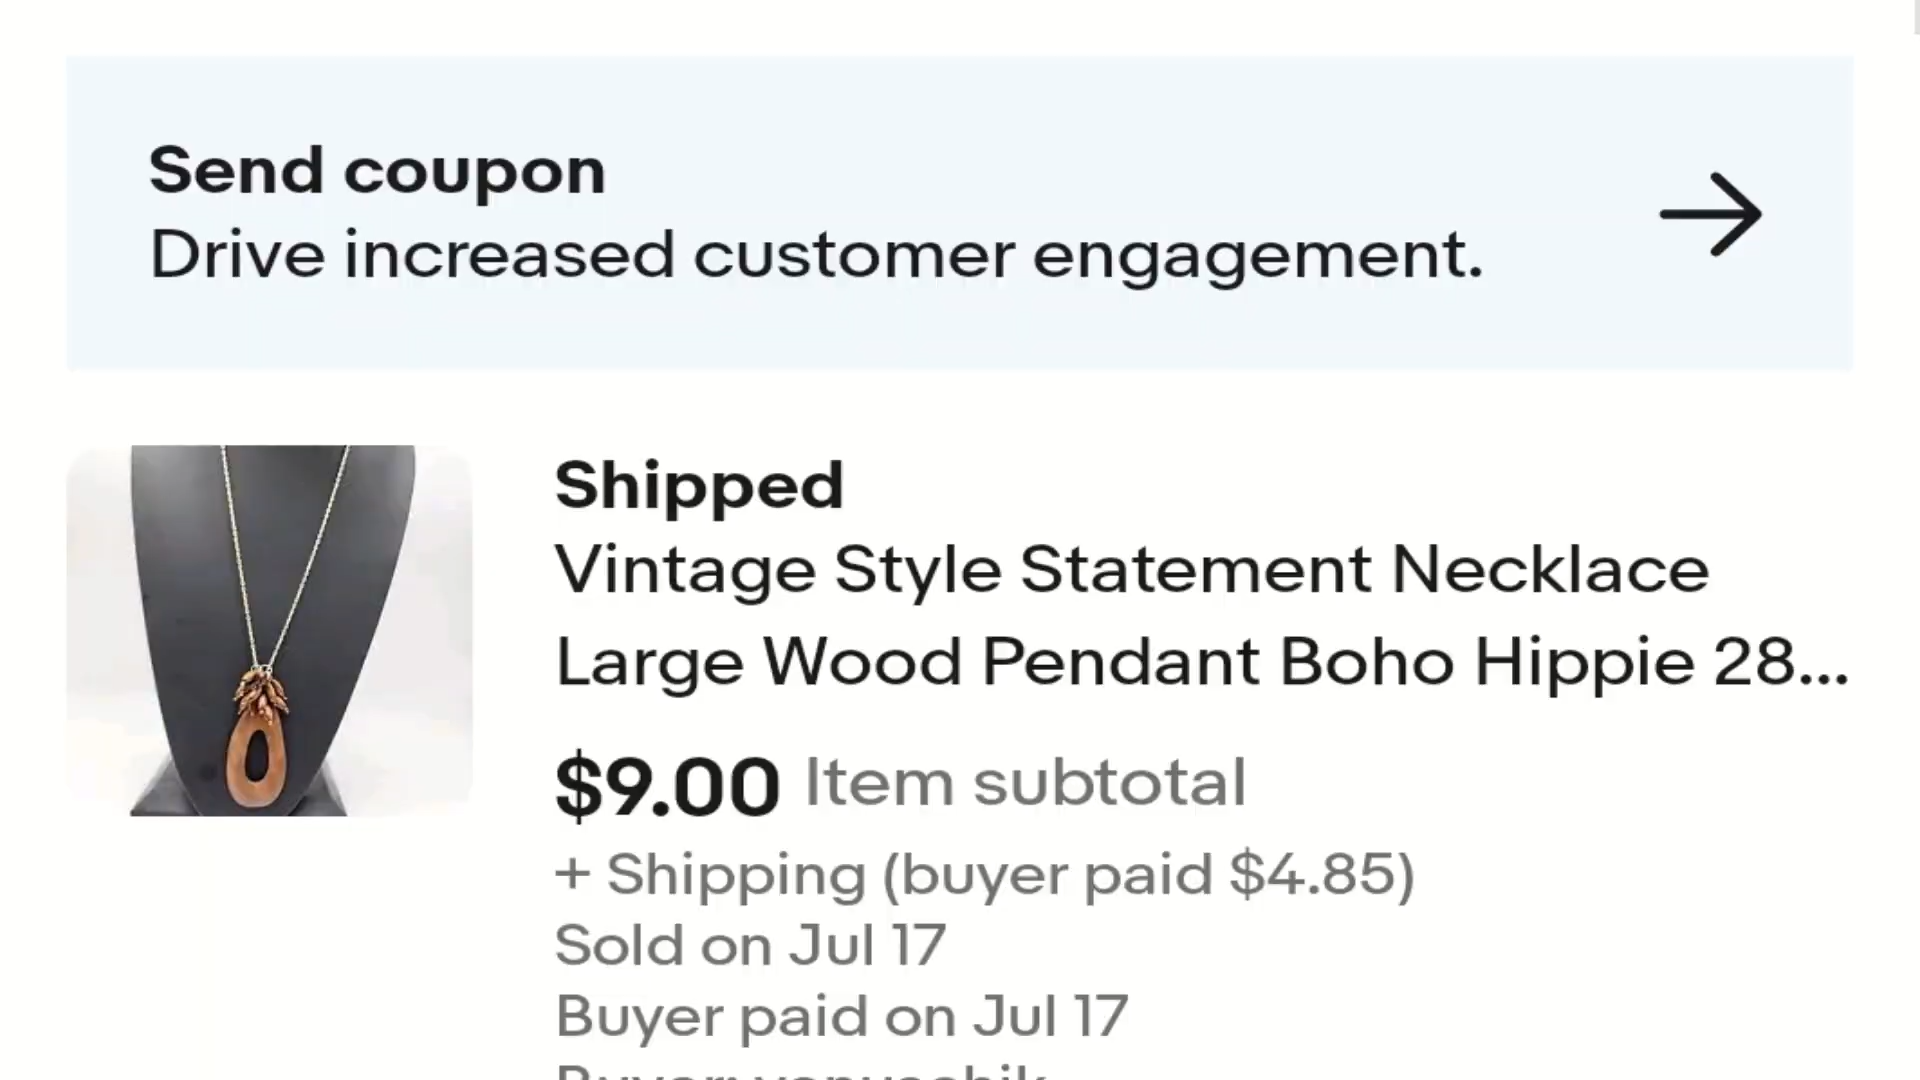 Send coupon
Drive increased customer engagement.
Shipped
Vintage Style Statement Necklace
Large Wood Pendant Boho Hippie 28...
$9.00 Item subtotal
+ Shipping (buyer paid $4.85)
Sold on Jul 17
Buyer paid on Jul 17
Buyer: